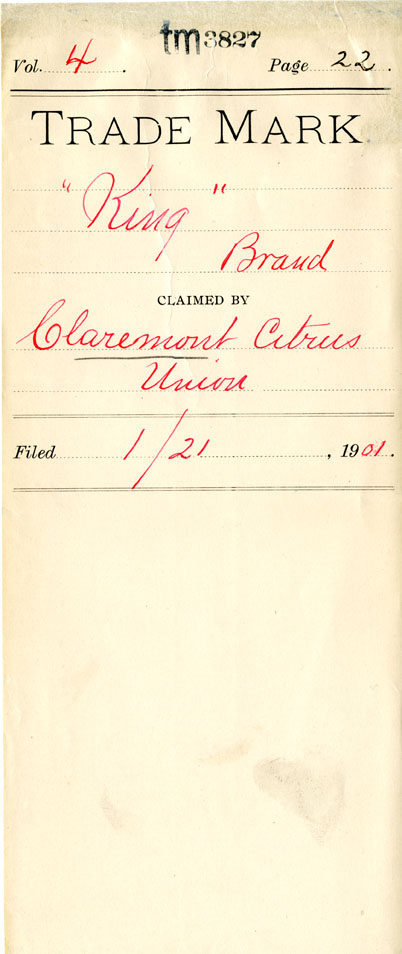 tm 3827
Vol. 4. Page 22.
TRADE MARK
"King"
Brand
CLAIMED BY
Claremont Citrus
Union
Filed 1/21, 1901.